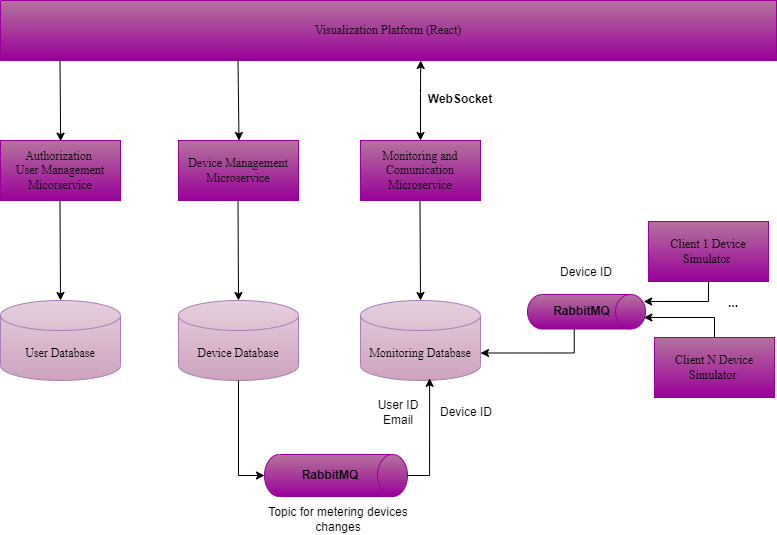 Visualization Platform (React)
WebSocket
Authorization
User Management
Micorservice
Device Management
Microservice
Monitoring and
Comunication
Microservice
Client 1 Device
Simulator
Device ID
RabbitMQ
...
User Database
Device Database
Monitoring Database
Client N Device
Simulator
User ID
Email
Device ID
RabbitMQ
Topic for metering devices
changes